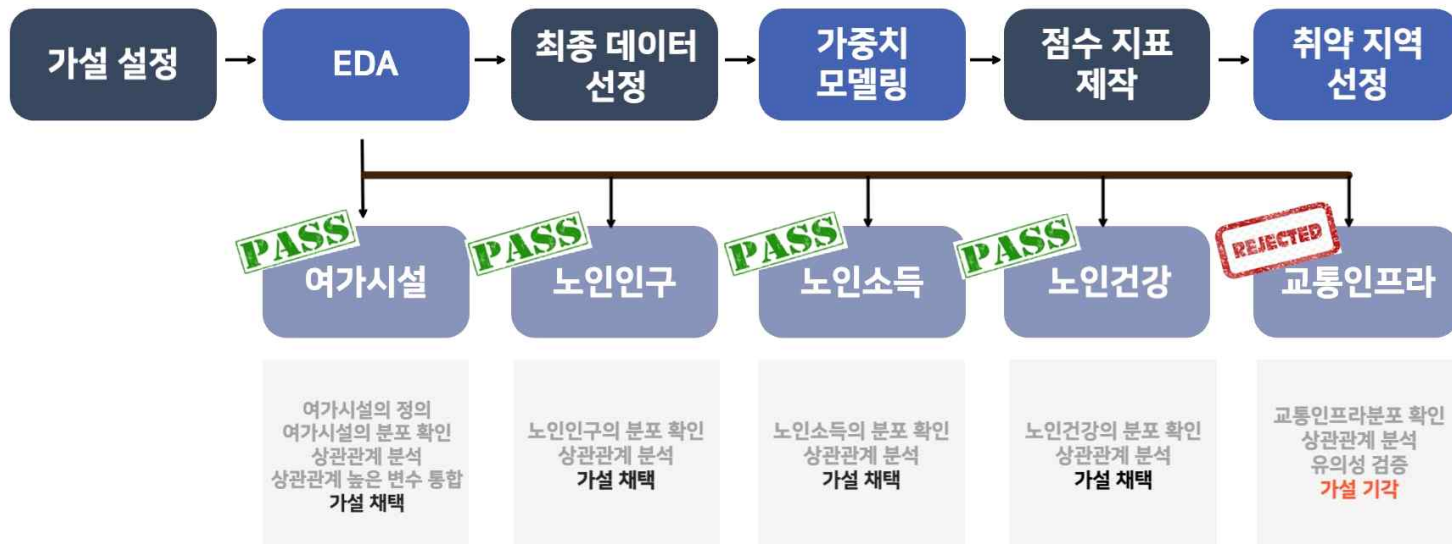 가설 설정
EDA
최종 데이터
선정
가중치
모델링
점수 지표
제작
취약 지역
선정
PASS
여가시설
PASS
노인인구
PASS
노인소득
PASS
노인건강
REJECTED
교통인프라
여가시설의 정의
여가시설의 분포 확인
상관관계 분석
상관관계 높은 변수 통합
가설 채택
노인인구의 분포 확인
상관관계 분석
가설 채택
노인소득의 분포 확인
상관관계 분석
가설 채택
노인건강의 분포 확인
상관관계 분석
가설 채택
교통인프라분포 확인
상관관계 분석
유의성 검증
가설 기각